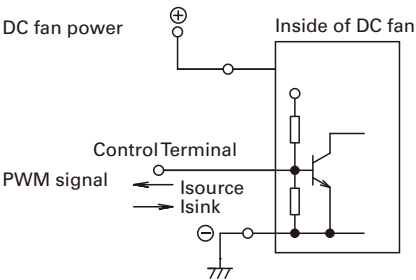 DC fan power
Inside of DC fan
Control Terminal
PWM signal
Isource
Isink